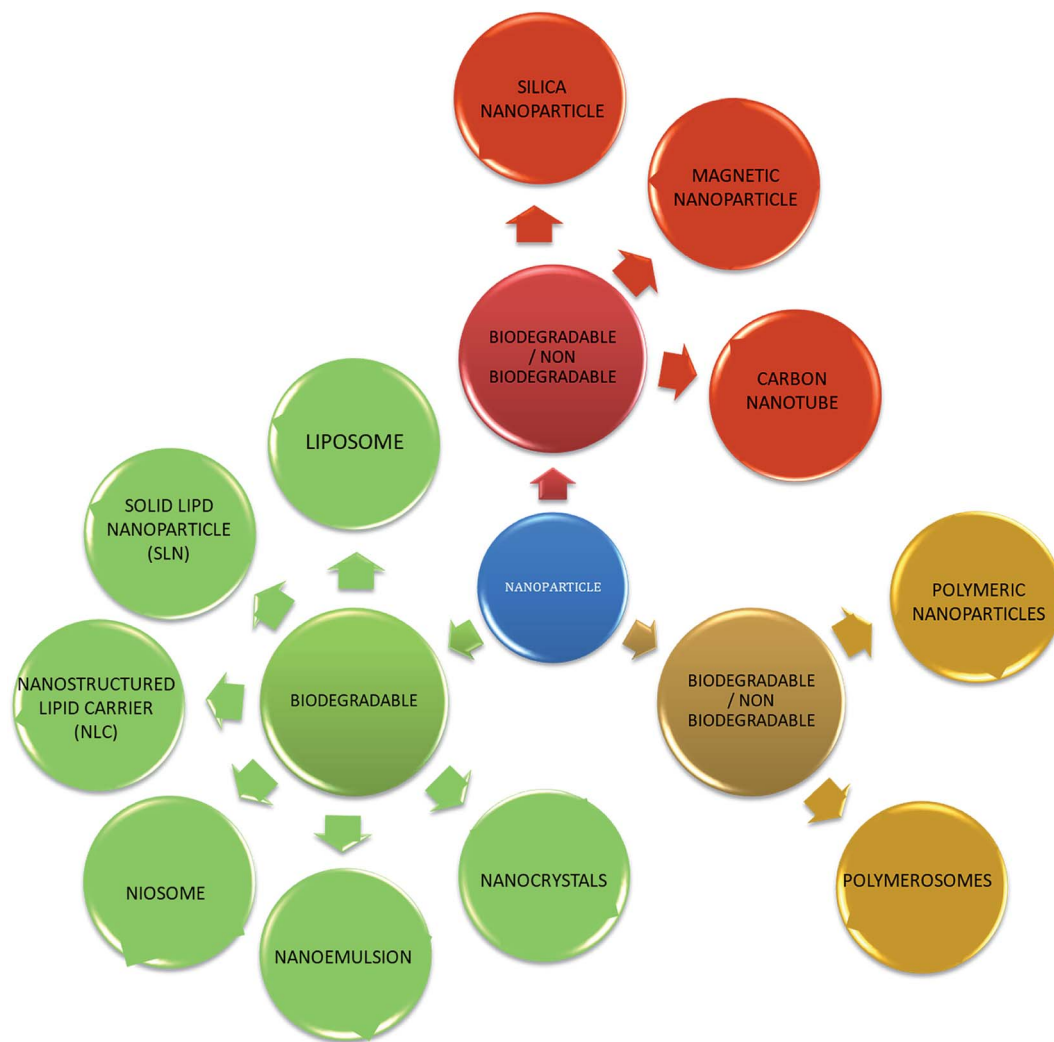 SILICA
NANOPARTICLE
MAGNETIC
NANOPARTICLE
BIODEGRADABLE
/ NON
BIODEGRADABLE
CARBON
NANOTUBE
LIPOSOME
SOLID LIPD
NANOPARTICLE
(SLN)
NANOPARTICLE
POLYMERIC
NANOPARTICLES
NANOSTRUCTURED
LIPID CARRIER
(NLC)
BIODEGRADABLE
BIODEGRADABLE
/ NON
BIODEGRADABLE
NIOSOME
NANOEMULSION
NANOCRYSTALS
POLYMEROSOMES